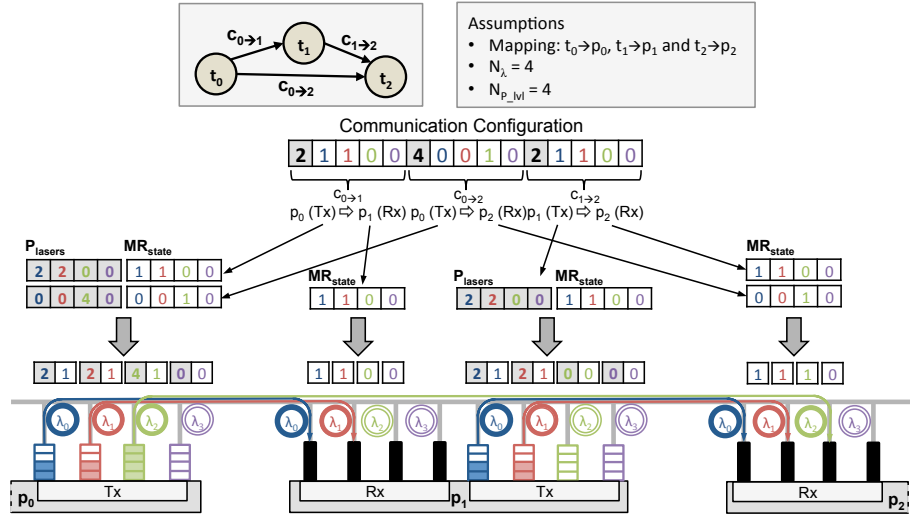 Assumptions
• Mapping: t0→p0, t1→p1 and t2→p2
• Nλ = 4
• NP_lvl = 4
c0→1
c1→2
t1
t0
t2
c0→2
Communication Configuration
2 1 1 0 0 4 0 0 1 0 2 1 1 0 0
c0→1 c0→2 c1→2
p0 (Tx) ⇨ p1 (Rx) p0 (Tx) ⇨ p2 (Rx) p1 (Tx) ⇨ p2 (Rx)
Plasers MRstate
2 2 0 0 1 1 0 0
0 0 4 0 0 0 1 0
MRstate
1 1 0 0
Plasers MRstate
2 2 0 0 1 1 0 0
MRstate
1 1 0 0
0 0 1 0
2 1 2 1 4 1 0 0
1 1 0 0
2 1 2 1 0 0 0 0
1 1 1 0
λ0 λ1 λ2 λ3 λ0 λ1 λ2 λ3 λ0 λ1 λ2 λ3 λ0 λ1 λ2 λ3
p0 Tx Rx p1 Tx Rx p2